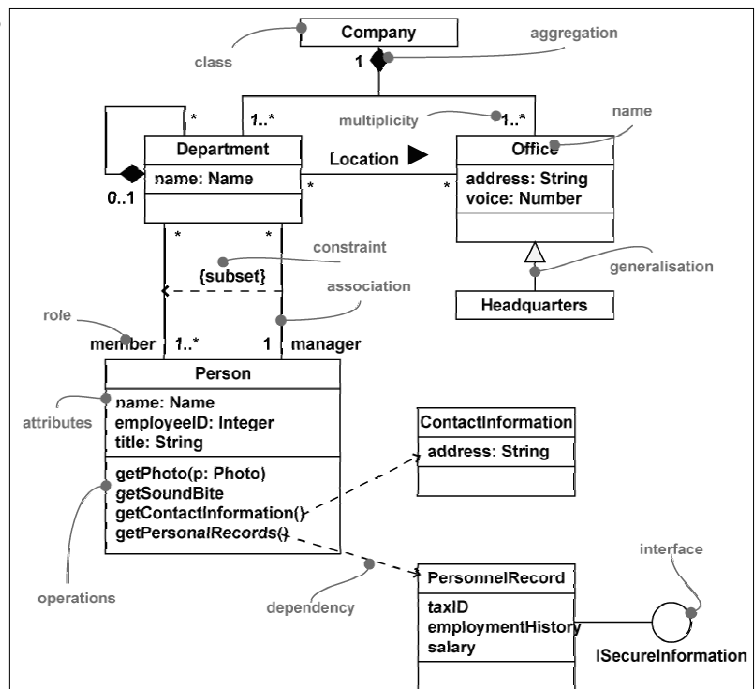 Company
class
aggregation
1
multiplicity
name
*
1..*
1..*
Department
Location
Office
name: Name
address: String
voice: Number
0..1
*
*
*
*
constraint
{subset}
generalisation
association
Headquarters
role
member
1..*
1
manager
Person
name: Name
employeeID: Integer
title: String
attributes
ContactInformation
address: String
getPhoto(p: Photo)
getSoundBite
getContactInformation()
getPersonalRecords()
operations
dependency
interface
PersonnelRecord
taxID
employmentHistory
salary
ISecureInformation